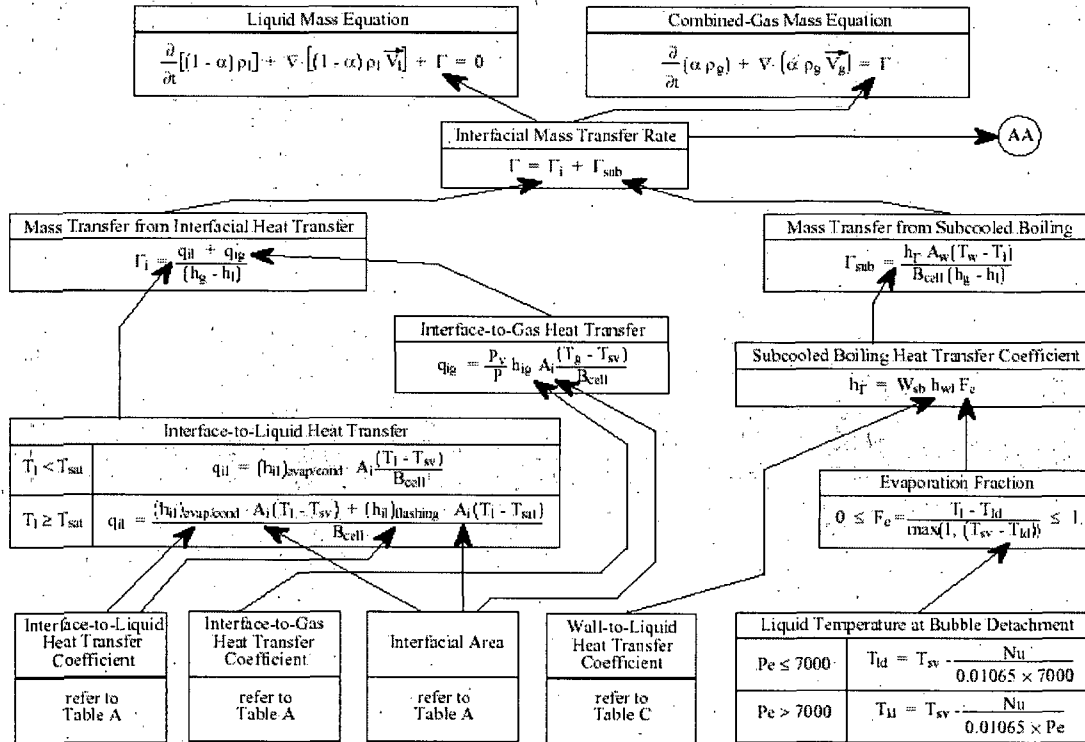 Liquid Mass Equation
∂/∂t [(1 - α) ρl] + ∇· [(1 - α) ρl Vl] + Γ = 0
Combined-Gas Mass Equation
∂/∂t (α ρg) + ∇· (α ρg Vg) = Γ
Interfacial Mass Transfer Rate
Γ = Γi + Γsub
AA
Mass Transfer from Interfacial Heat Transfer
Γi = (qil + qig) / (hg - hl)
Mass Transfer from Subcooled Boiling
Γsub = hΓ Aw (Tw - Tl) / Bcell (hg - hl)
Interface-to-Gas Heat Transfer
qig = Pv/P hig Ai (Tg - Tsv)/Bcell
Subcooled Boiling Heat Transfer Coefficient
hΓ = Wsb hwl Fe
Interface-to-Liquid Heat Transfer
Tl < Tsat
qil = (hil)evap/cond · Ai (Tl - Tsv)/Bcell
Tl ≥ Tsat
qil = (hil)evap/cond · Ai(Tl - Tsv) + (hil)flashing · Ai(Tl - Tsat) / Bcell
Evaporation Fraction
0 ≤ Fe = Tl - Tld / max(1, (Tsv - Tld)) ≤ 1.
Interface-to-Liquid
Heat Transfer
Coefficient
refer to
Table A
Interface-to-Gas
Heat Transfer
Coefficient
refer to
Table A
Interfacial Area
refer to
Table A
Wall-to-Liquid
Heat Transfer
Coefficient
refer to
Table C
Liquid Temperature at Bubble Detachment
Pe ≤ 7000
Tld = Tsv - Nu / 0.01065 × 7000
Pe > 7000
Tld = Tsv - Nu / 0.01065 × Pe